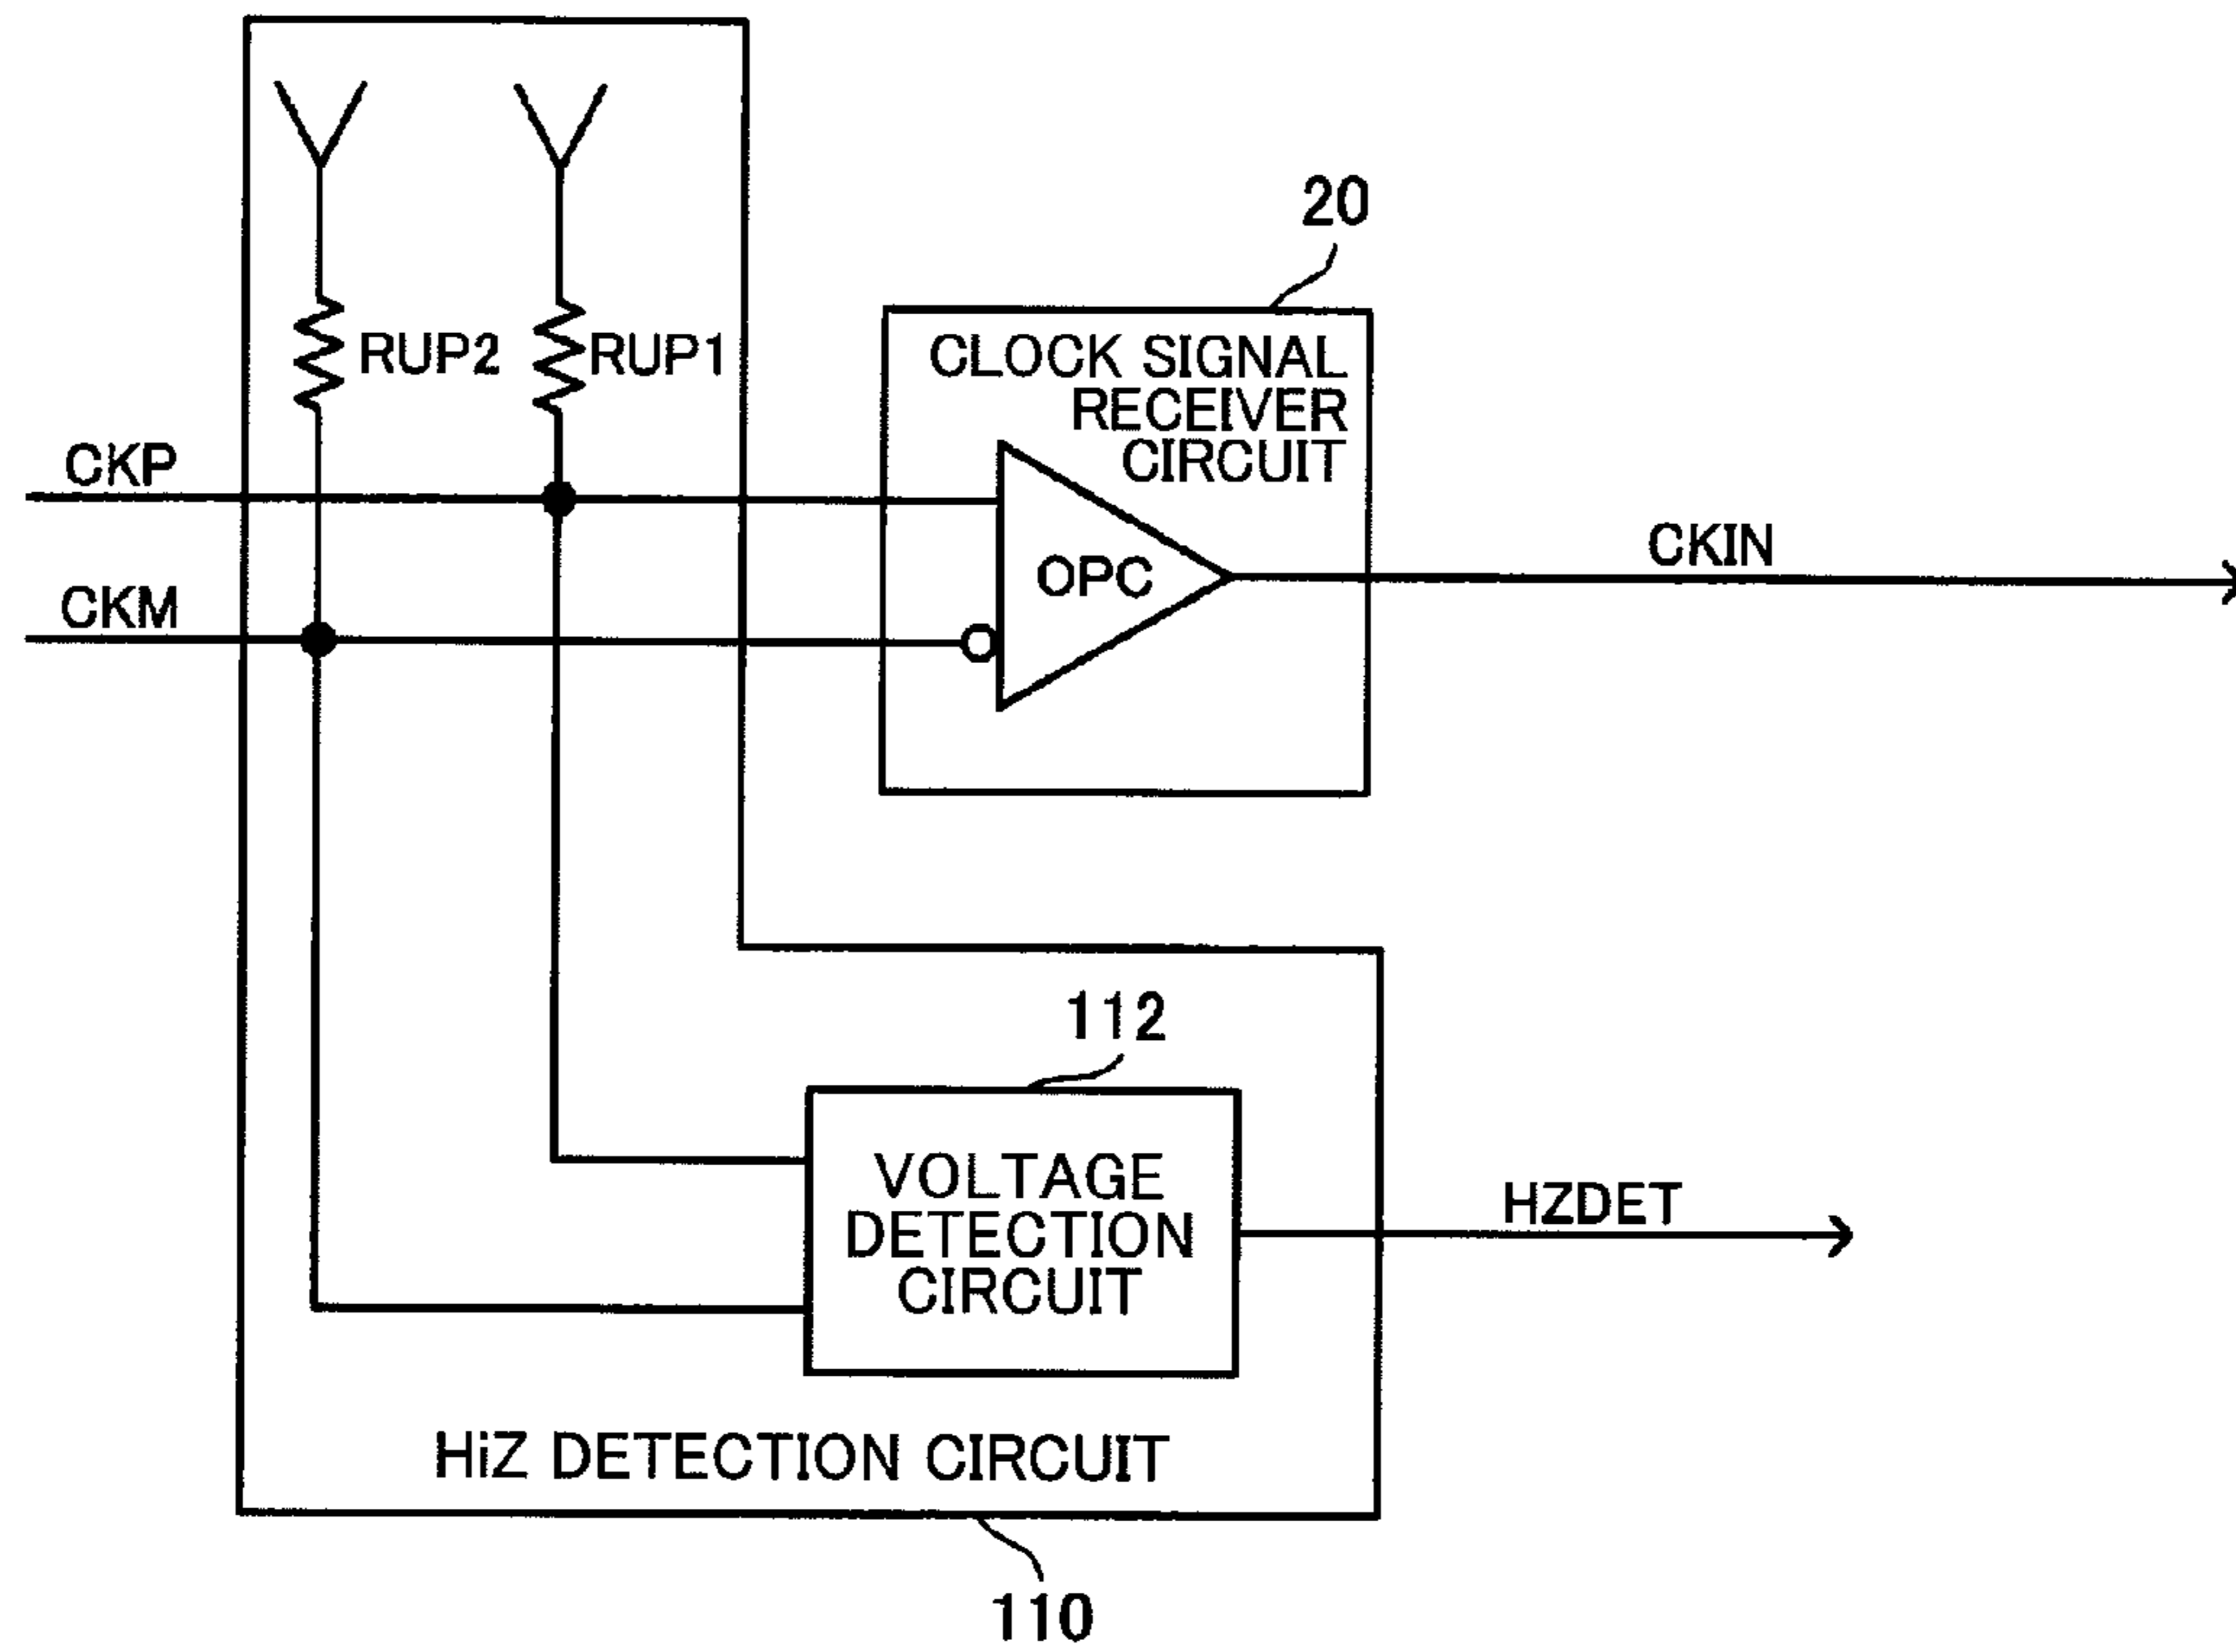 20
RUP2
RUP1
CLOCK SIGNAL
RECEIVER
CIRCUIT
CKP
OPC
CKIN
CKM
112
VOLTAGE
DETECTION
CIRCUIT
HZDET
HiZ DETECTION CIRCUIT
110